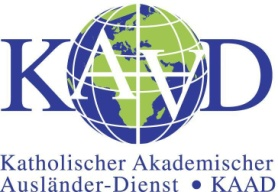 KAAD
Katholischer Akademischer
Ausländer-Dienst • KAAD